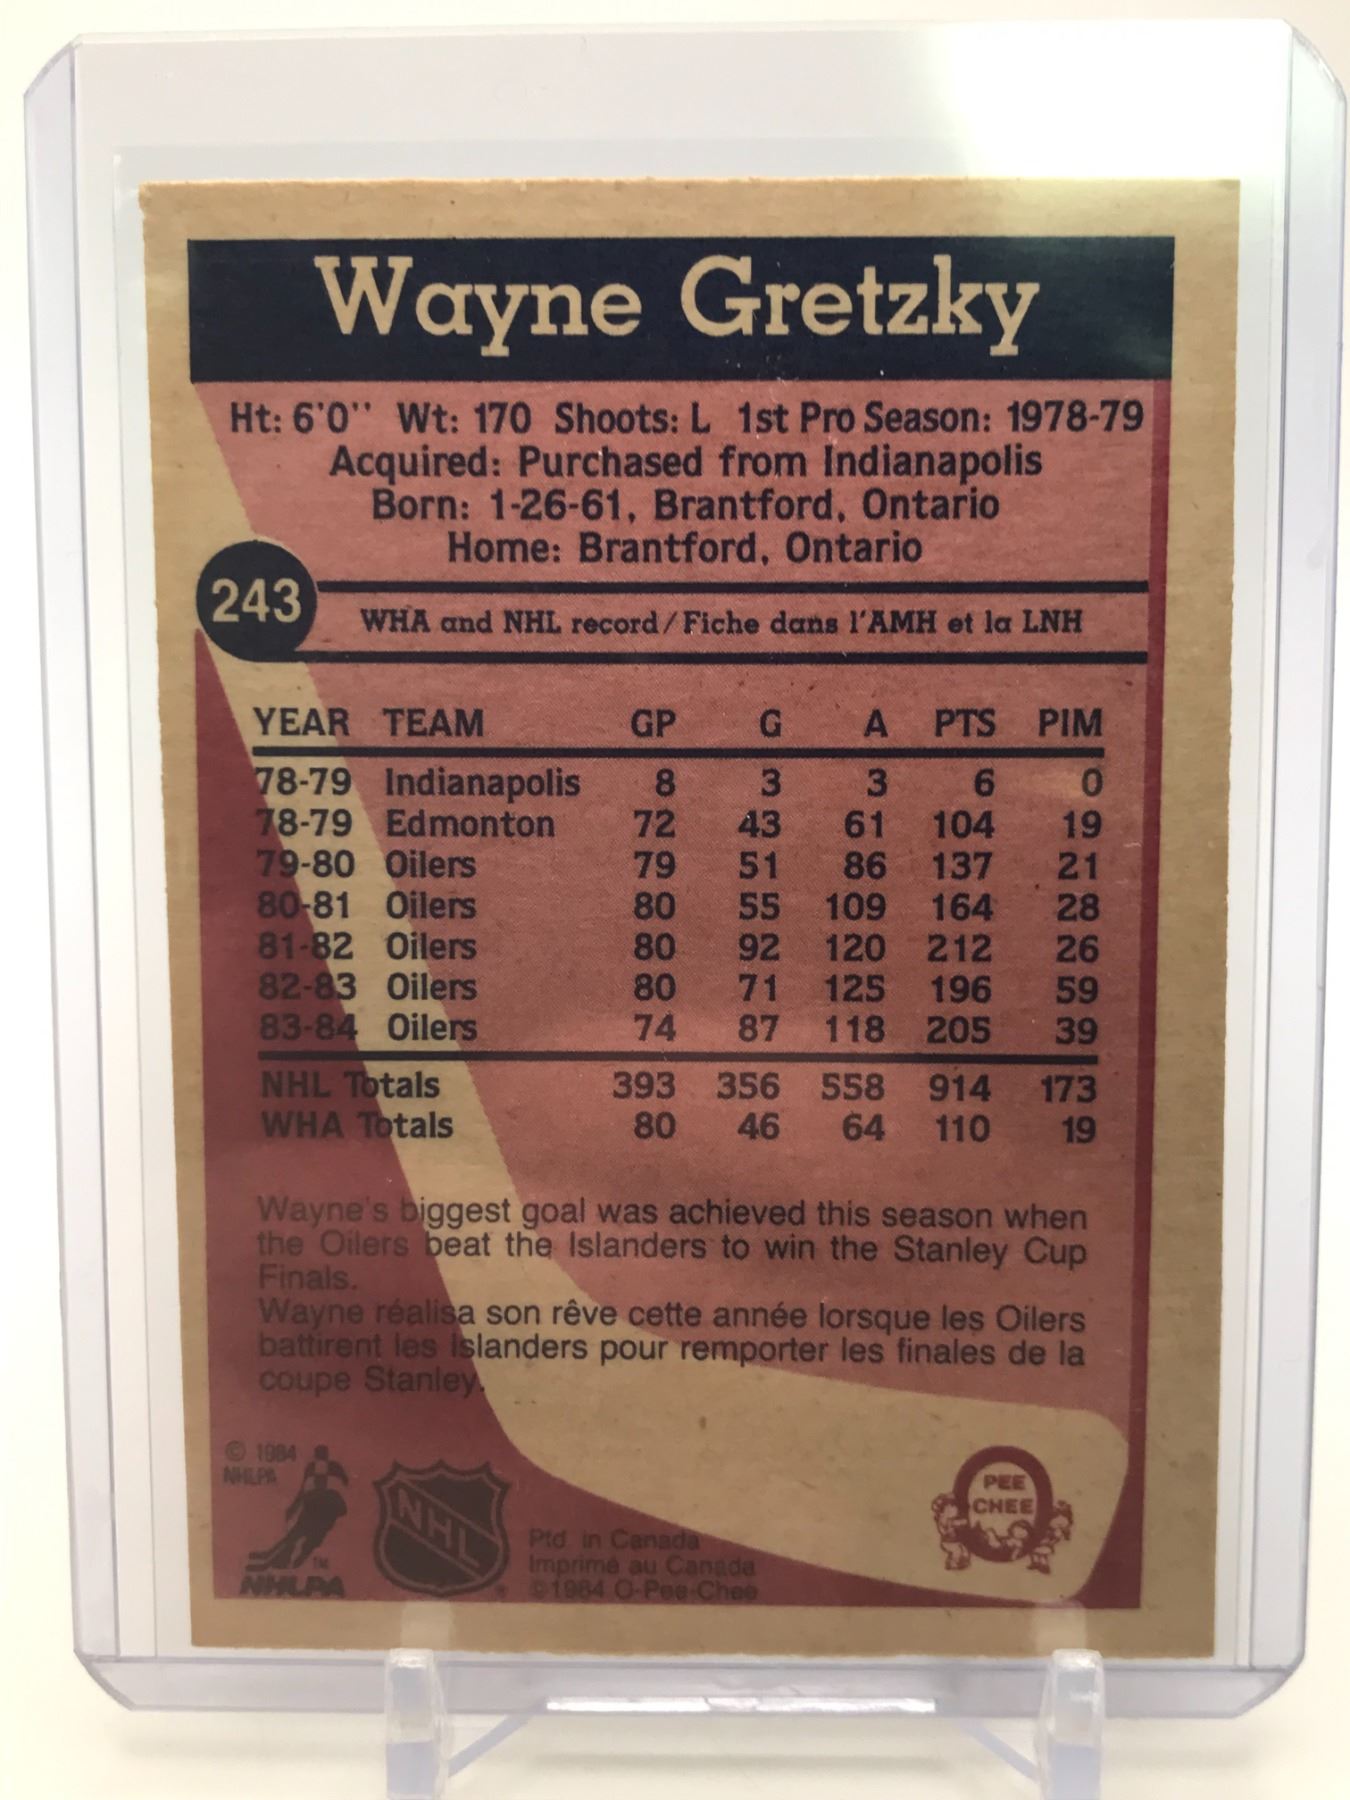 Wayne Gretzky
Ht: 6'0'' Wt: 170 Shoots: L 1st Pro Season: 1978-79
Acquired: Purchased from Indianapolis
Born: 1-26-61, Brantford, Ontario
Home: Brantford, Ontario
243
WHA and NHL record/Fiche dans l'AMH et la LNH
YEAR TEAM GP G A PTS PIM
78-79 Indianapolis 8 3 3 6 0
78-79 Edmonton 72 43 61 104 19
79-80 Oilers 79 51 86 137 21
80-81 Oilers 80 55 109 164 28
81-82 Oilers 80 92 120 212 26
82-83 Oilers 80 71 125 196 59
83-84 Oilers 74 87 118 205 39
NHL Totals 393 356 558 914 173
WHA Totals 80 46 64 110 19
Wayne's biggest goal was achieved this season when
the Oilers beat the Islanders to win the Stanley Cup
Finals.
Wayne réalisa son rêve cette année lorsque les Oilers
battirent les Islanders pour remporter les finales de la
coupe Stanley.
© 1984
NHLPA
TM
NHLPA
NHL
Ptd. in Canada
Imprimé au Canada
©1984 O-Pee-Chee
PEE
CHEE